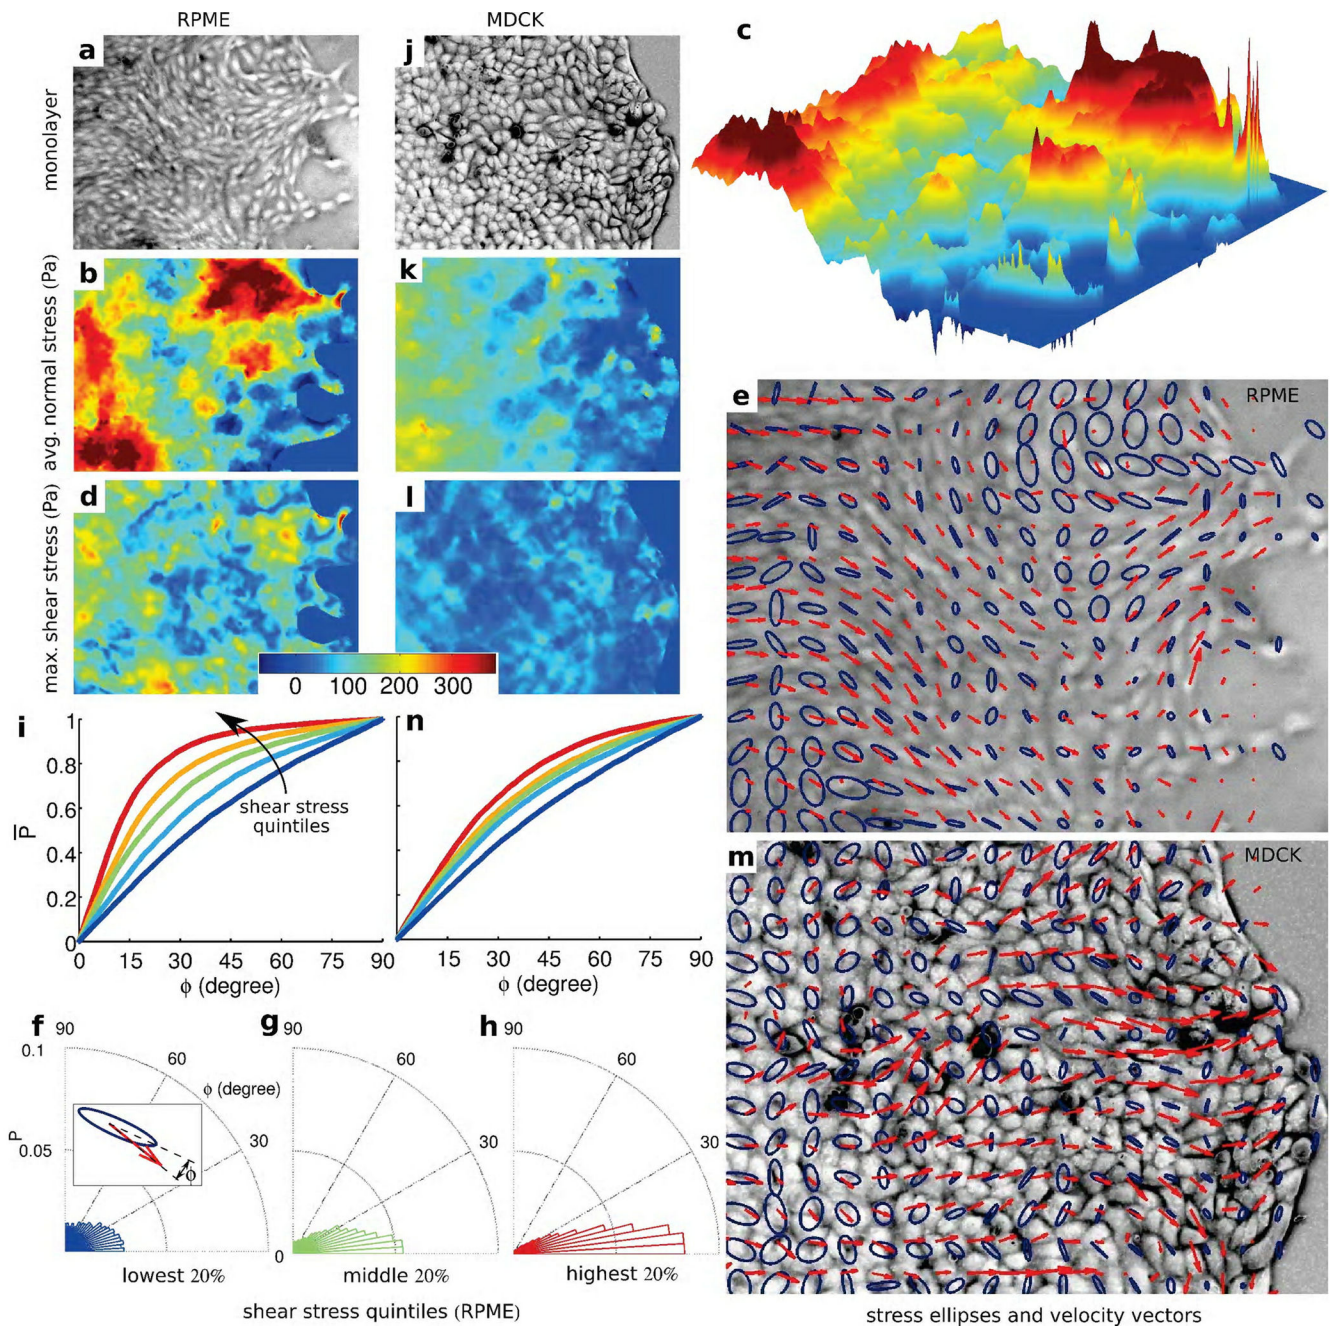 RPME
MDCK
a
j
c
monolayer
b
k
avg. normal stress (Pa)
e
RPME
d
l
max. shear stress (Pa)
0 100 200 300
i
n
1
0.8
0.6
0.4
0.2
0
P
shear stress
quintiles
0 15 30 45 60 75 90
15 30 45 60 75 90
ϕ (degree)
ϕ (degree)
m
MDCK
f
g
h
90
90
90
0.1
60
60
60
ϕ (degree)
P
0.05
30
30
30
ϕ
0
lowest 20%
middle 20%
highest 20%
shear stress quintiles (RPME)
stress ellipses and velocity vectors